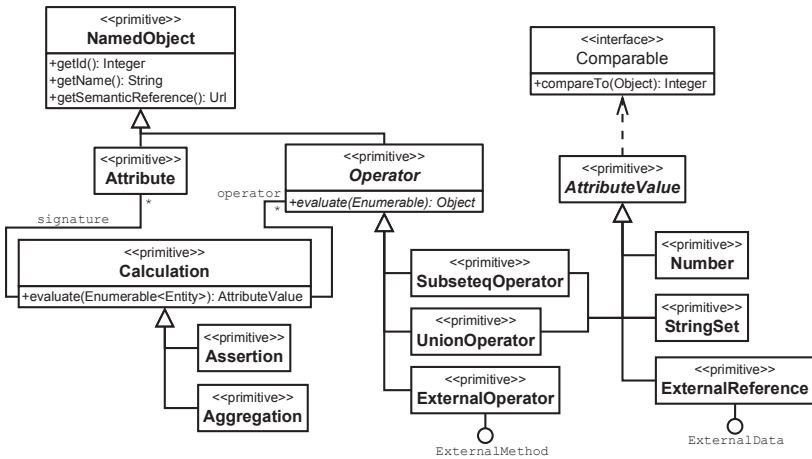 <<primitive>>
NamedObject
+getId(): Integer
+getName(): String
+getSemanticReference(): Url
<<interface>>
Comparable
+compareTo(Object): Integer
<<primitive>>
Attribute
<<primitive>>
Operator
+evaluate(Enumerable): Object
<<primitive>>
AttributeValue
signature
*
operator
*
<<primitive>>
Calculation
+evaluate(Enumerable<Entity>): AttributeValue
<<primitive>>
SubseteqOperator
<<primitive>>
Number
<<primitive>>
UnionOperator
<<primitive>>
StringSet
<<primitive>>
Assertion
<<primitive>>
Aggregation
<<primitive>>
ExternalOperator
<<primitive>>
ExternalReference
ExternalMethod
ExternalData